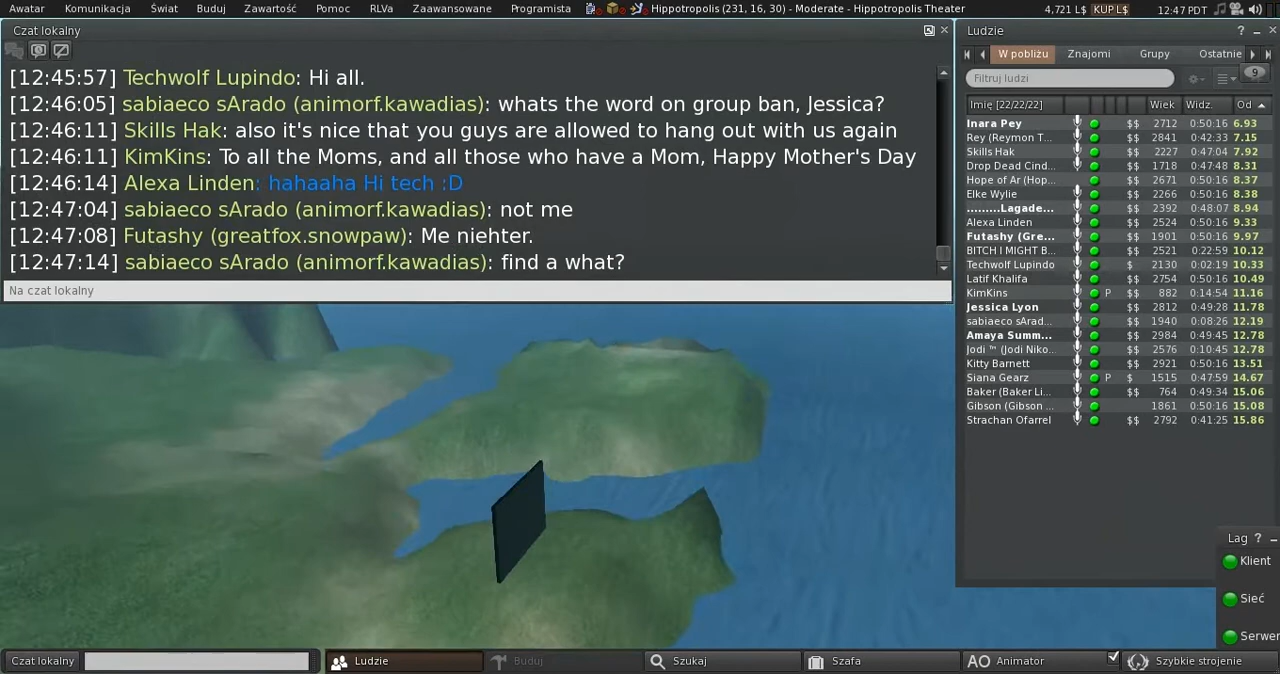 Awatar Komunikacja Świat Buduj Zawartość Pomoc RLVa Zaawansowane Programista Hippotropolis (231, 16, 30) - Moderate - Hippotropolis Theater 4,721 L$ KUP L$ 12:47 PDT
Czat lokalny
[12:45:57] Techwolf Lupindo: Hi all.
[12:46:05] sabiaeco sArado (animorf.kawadias): whats the word on group ban, Jessica?
[12:46:11] Skills Hak: also it's nice that you guys are allowed to hang out with us again
[12:46:11] KimKins: To all the Moms, and all those who have a Mom, Happy Mother's Day
[12:46:14] Alexa Linden: hahaaha Hi tech :D
[12:47:04] sabiaeco sArado (animorf.kawadias): not me
[12:47:08] Futashy (greatfox.snowpaw): Me niehter.
[12:47:14] sabiaeco sArado (animorf.kawadias): find a what?
Na czat lokalny
Ludzie ?
W pobliżu Znajomi Grupy Ostatnie
Filtruj ludzi 9
Imię [22/22/22] Wiek Widz. Od
Inara Pey $$ 2712 0:50:16 6.93
Rey (Reymon T... $$ 2841 0:42:33 7.15
Skills Hak $$ 2227 0:47:04 7.92
Drop Dead Cind... $$ 1718 0:47:48 8.31
Hope of Ar (Hop... $$ 2671 0:50:16 8.37
Elke Wylie $$ 2266 0:50:16 8.38
.........Lagade... $$ 2392 0:48:07 8.94
Alexa Linden $$ 2524 0:50:16 9.33
Futashy (Gre... $$ 1901 0:50:16 9.97
BITCH I MIGHT B... $$ 2521 0:22:59 10.12
Techwolf Lupindo $ 2130 0:02:19 10.33
Latif Khalifa $$ 2754 0:50:16 10.49
KimKins P $$ 882 0:14:54 11.16
Jessica Lyon $$ 2812 0:49:28 11.78
sabiaeco sArad... $$ 1940 0:08:26 12.19
Amaya Summ... $$ 2984 0:49:45 12.78
Jodi ™ (Jodi Niko... $$ 2576 0:10:45 12.78
Kitty Barnett $$ 2921 0:50:16 13.51
Siana Gearz P $ 1515 0:47:59 14.67
Baker (Baker Li... $$ 764 0:49:34 15.06
Gibson (Gibson ... 1861 0:50:16 15.08
Strachan Ofarrel $$ 2792 0:41:25 15.86
Lag ?
Klient
Sieć
Serwer
Czat lokalny Ludzie Buduj Szukaj Szafa AO Animator Szybkie strojenie